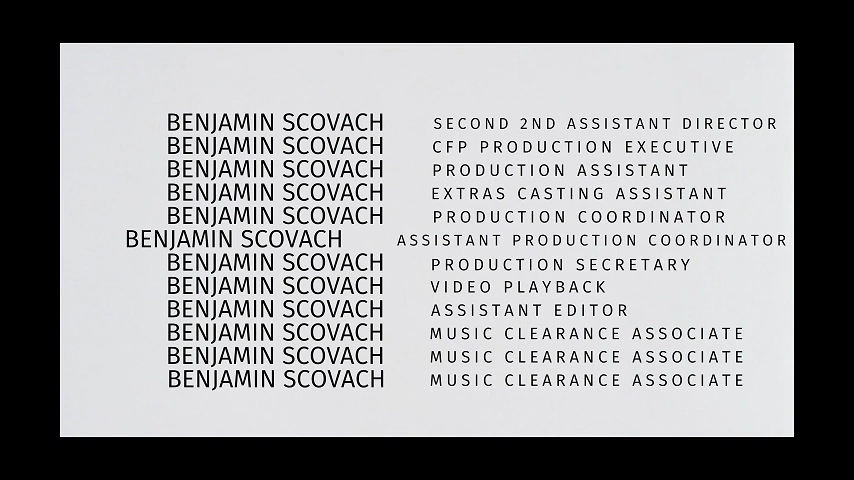 BENJAMIN SCOVACH SECOND 2ND ASSISTANT DIRECTOR
BENJAMIN SCOVACH CFP PRODUCTION EXECUTIVE
BENJAMIN SCOVACH PRODUCTION ASSISTANT
BENJAMIN SCOVACH EXTRAS CASTING ASSISTANT
BENJAMIN SCOVACH PRODUCTION COORDINATOR
BENJAMIN SCOVACH ASSISTANT PRODUCTION COORDINATOR
BENJAMIN SCOVACH PRODUCTION SECRETARY
BENJAMIN SCOVACH VIDEO PLAYBACK
BENJAMIN SCOVACH ASSISTANT EDITOR
BENJAMIN SCOVACH MUSIC CLEARANCE ASSOCIATE
BENJAMIN SCOVACH MUSIC CLEARANCE ASSOCIATE
BENJAMIN SCOVACH MUSIC CLEARANCE ASSOCIATE